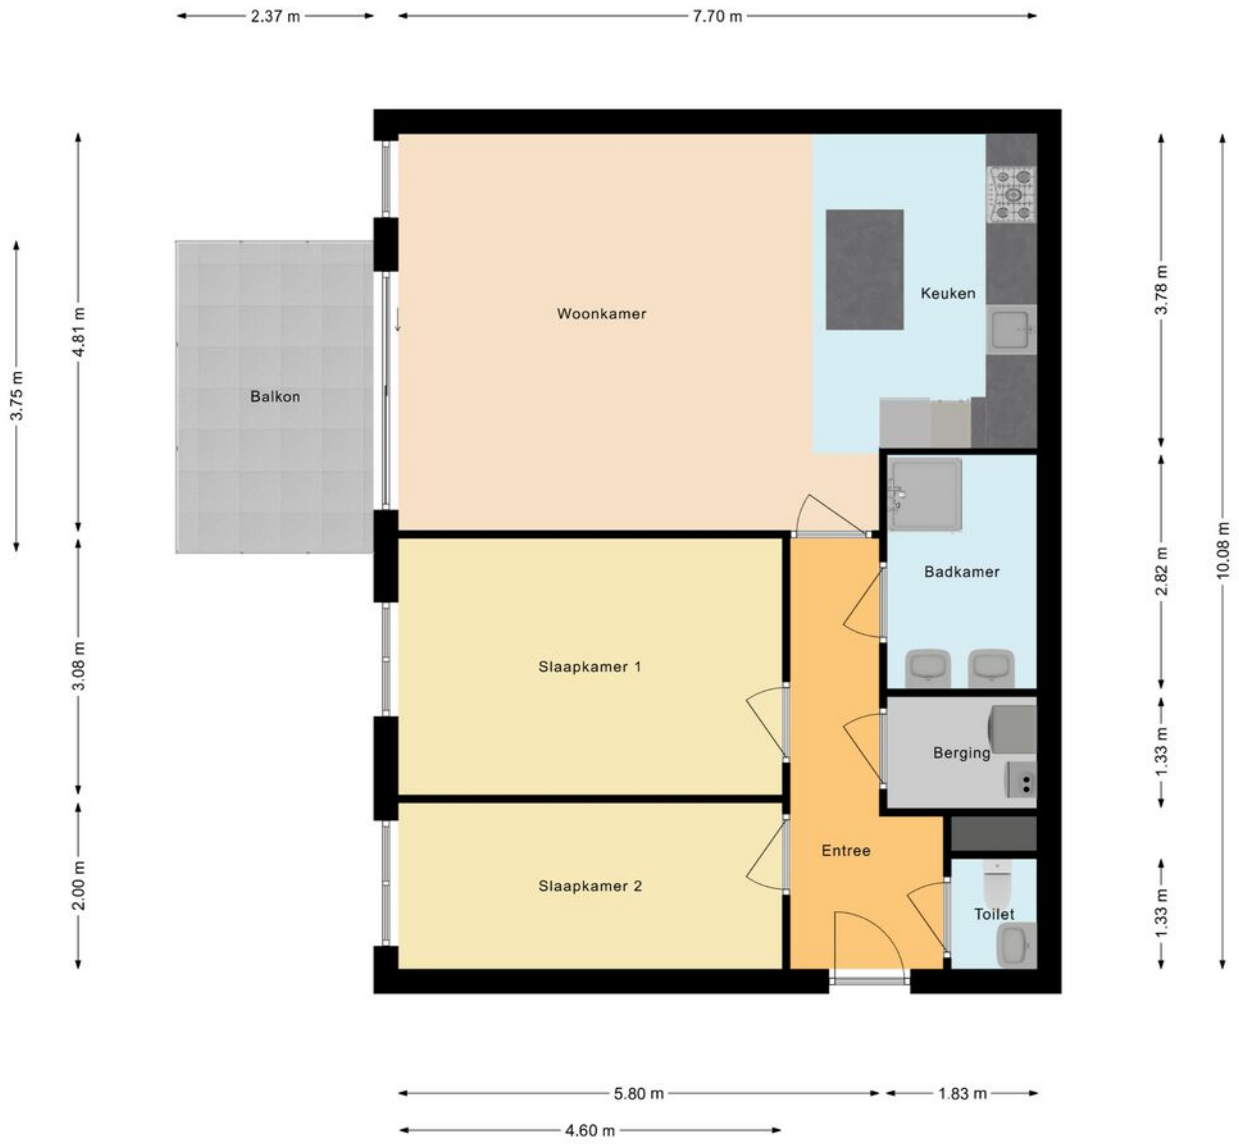 2.37 m
7.70 m
Woonkamer
Keuken
Balkon
4.81 m
3.75 m
3.78 m
10.08 m
Badkamer
2.82 m
Slaapkamer 1
3.08 m
Berging
1.33 m
Entree
Slaapkamer 2
2.00 m
Toilet
1.33 m
5.80 m
1.83 m
4.60 m